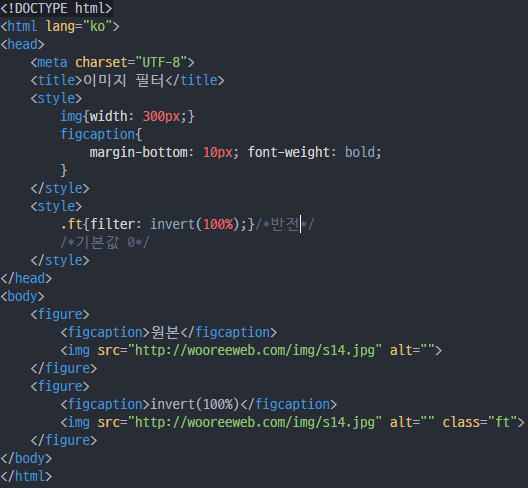 <!DOCTYPE html>
<html lang="ko">
<head>
    <meta charset="UTF-8">
    <title>이미지 필터</title>
    <style>
        img{width: 300px;}
        figcaption{
            margin-bottom: 10px; font-weight: bold;
        }
    </style>
    <style>
        .ft{filter: invert(100%);}/*반전*/
        /*기본값 0*/
    </style>
</head>
<body>
    <figure>
        <figcaption>원본</figcaption>
        <img src="http://wooreeweb.com/img/s14.jpg" alt="">
    </figure>
    <figure>
        <figcaption>invert(100%)</figcaption>
        <img src="http://wooreeweb.com/img/s14.jpg" alt="" class="ft">
    </figure>
</body>
</html>